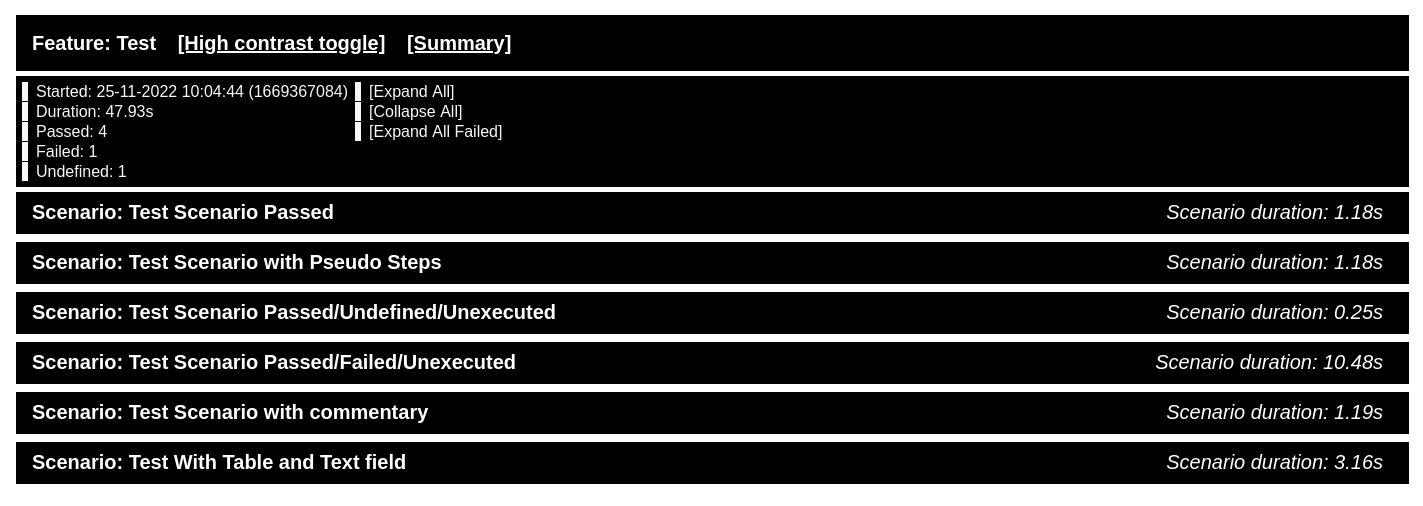 Feature: Test [High contrast toggle] [Summary]
Started: 25-11-2022 10:04:44 (1669367084)
Duration: 47.93s
Passed: 4
Failed: 1
Undefined: 1
[Expand All]
[Collapse All]
[Expand All Failed]
Scenario: Test Scenario Passed Scenario duration: 1.18s
Scenario: Test Scenario with Pseudo Steps Scenario duration: 1.18s
Scenario: Test Scenario Passed/Undefined/Unexecuted Scenario duration: 0.25s
Scenario: Test Scenario Passed/Failed/Unexecuted Scenario duration: 10.48s
Scenario: Test Scenario with commentary Scenario duration: 1.19s
Scenario: Test With Table and Text field Scenario duration: 3.16s